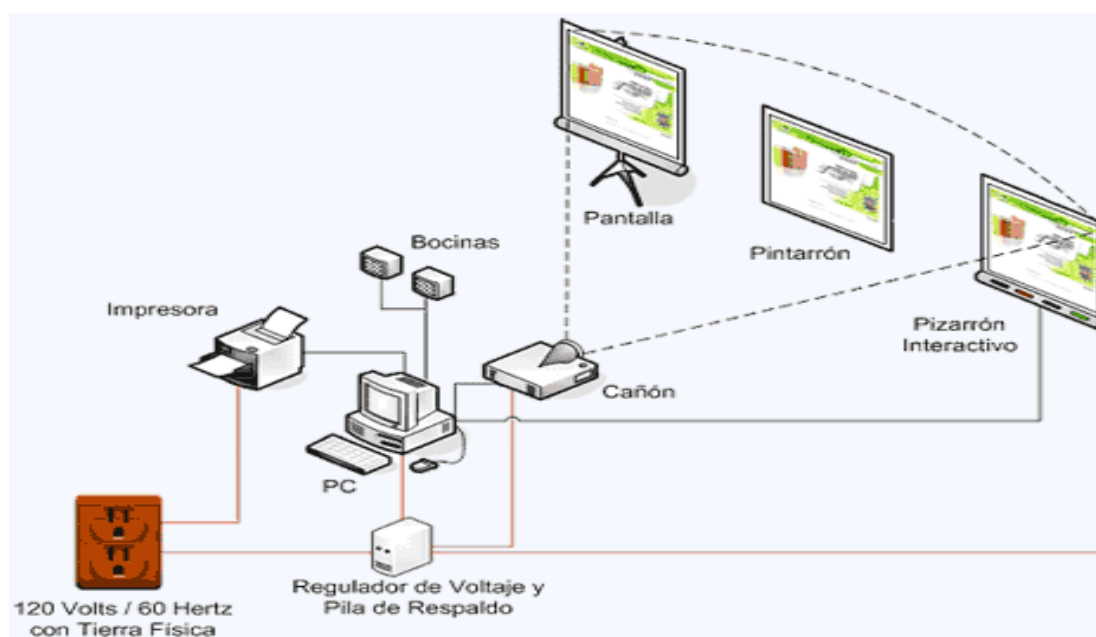 Pantalla
Bocinas
Pintarrón
Impresora
Pizarrón
Interactivo
Cañón
PC
Regulador de Voltaje y
Pila de Respaldo
120 Volts / 60 Hertz
con Tierra Física